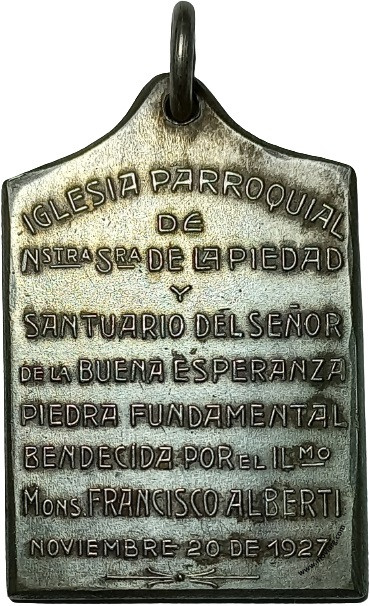 IGLESIA PARROQUIAL
DE
NSTRA SRA DE LA PIEDAD
Y
SANTUARIO DEL SEÑOR
DE LA BUENA ESPERANZA
PIEDRA FUNDAMENTAL
BENDECIDA POR EL ILMO
MONS. FRANCISCO ALBERTI
NOVIEMBRE 20 DE 1927